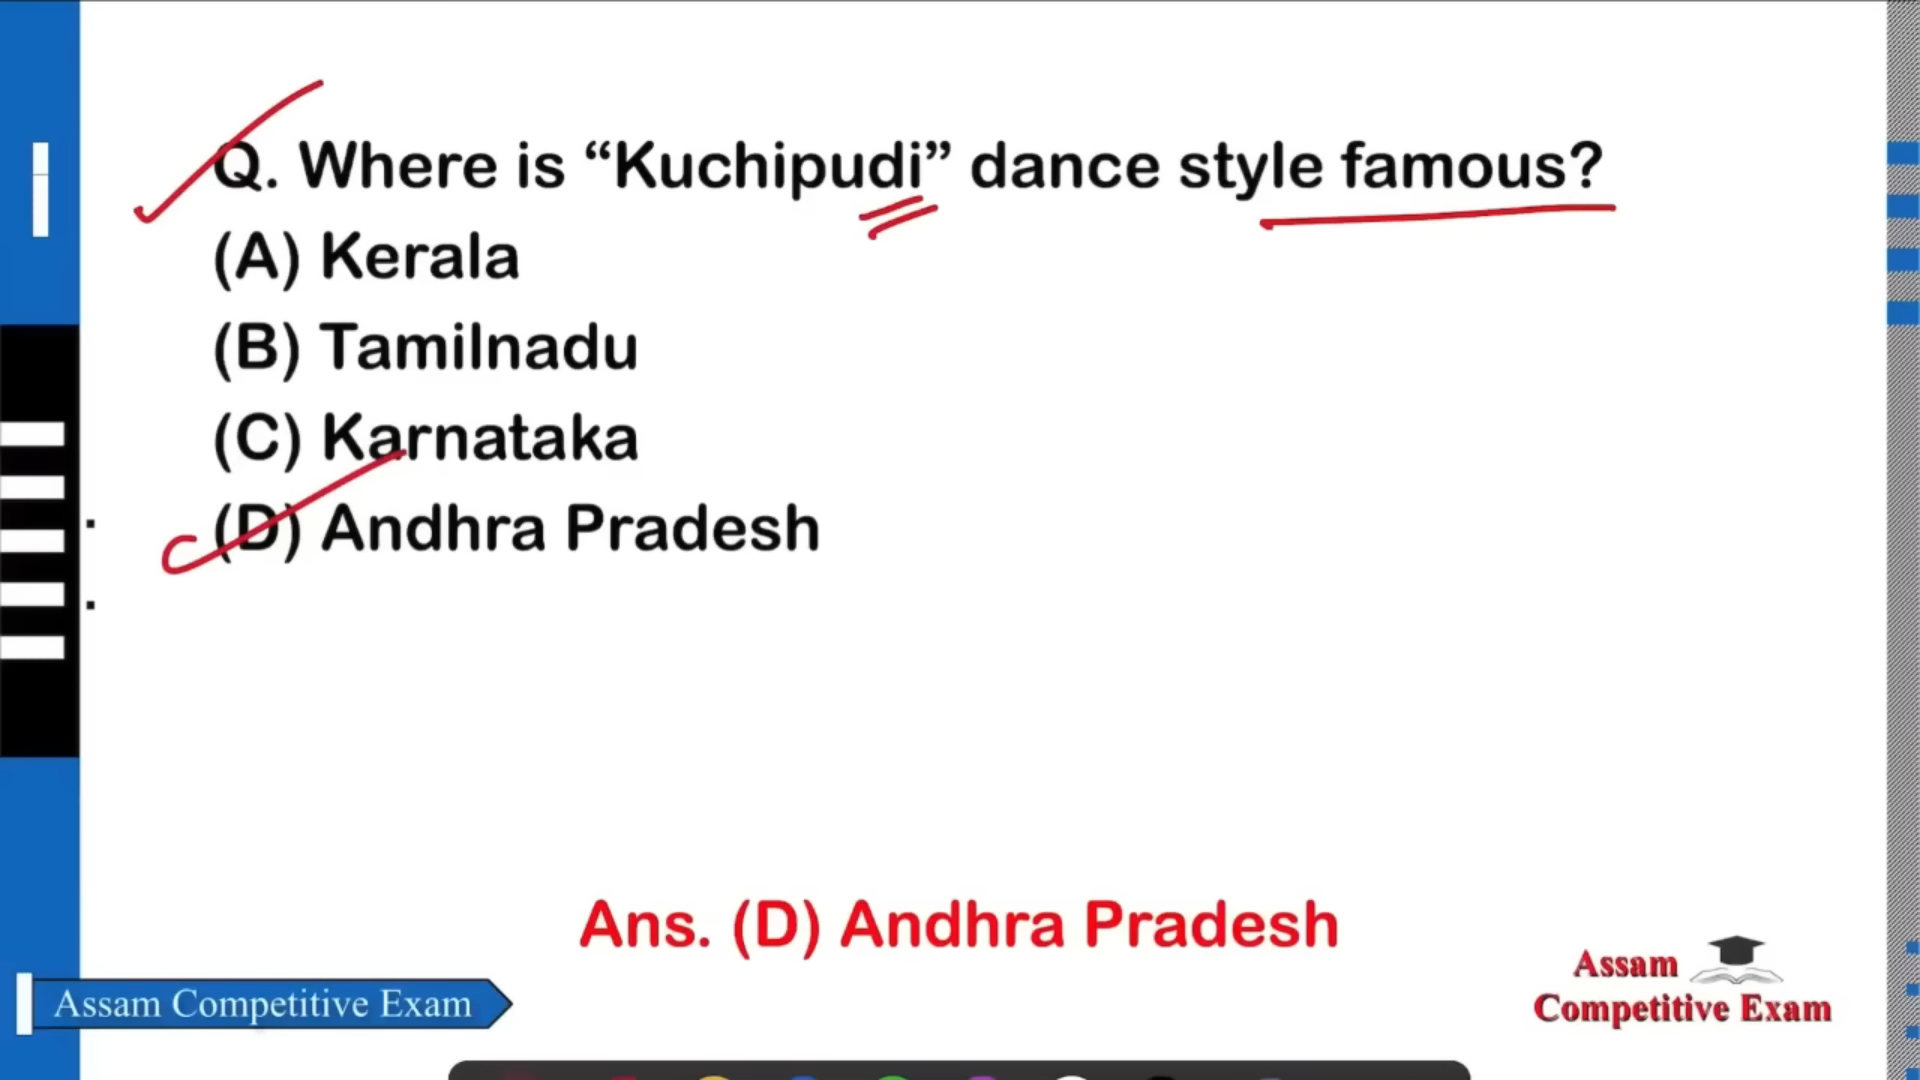 Q. Where is “Kuchipudi” dance style famous?
(A) Kerala
(B) Tamilnadu
(C) Karnataka
(D) Andhra Pradesh
Ans. (D) Andhra Pradesh
Assam Competitive Exam
Assam
Competitive Exam